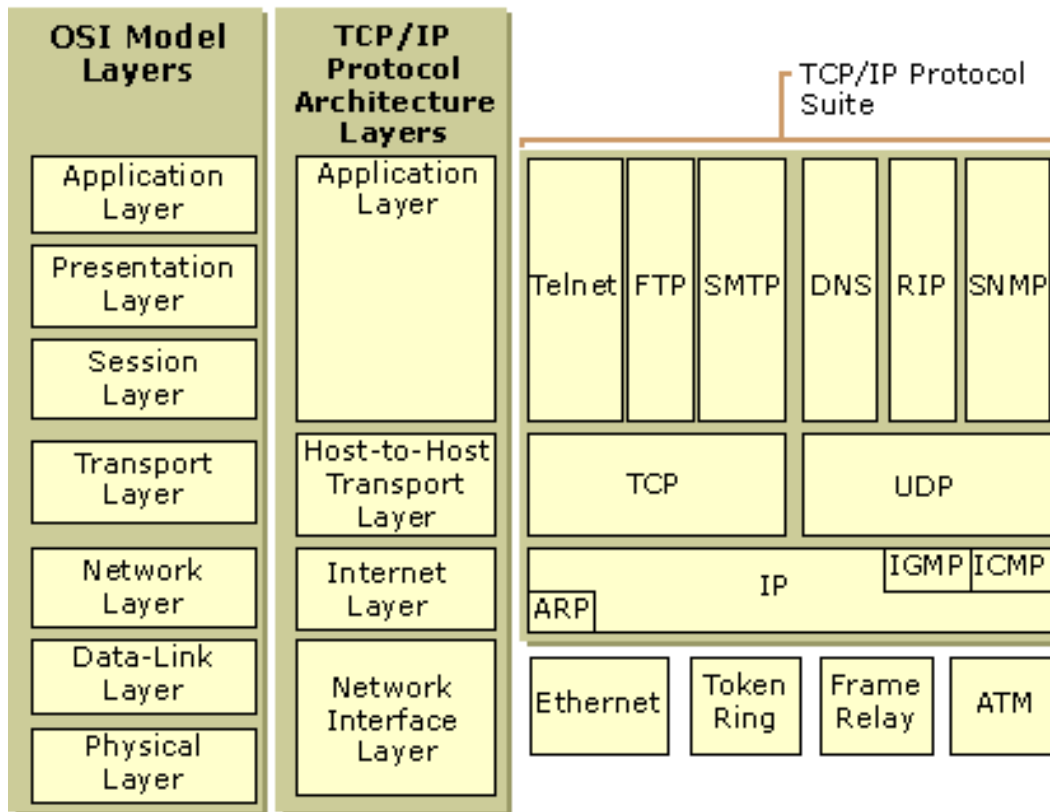 OSI Model
Layers
TCP/IP
Protocol
Architecture
Layers
TCP/IP Protocol
Suite
Application
Layer
Presentation
Layer
Session
Layer
Transport
Layer
Network
Layer
Data-Link
Layer
Physical
Layer
Application
Layer
Host-to-Host
Transport
Layer
Internet
Layer
Network
Interface
Layer
Telnet
FTP
SMTP
DNS
RIP
SNMP
TCP
UDP
IP
IGMP
ICMP
ARP
Ethernet
Token
Ring
Frame
Relay
ATM